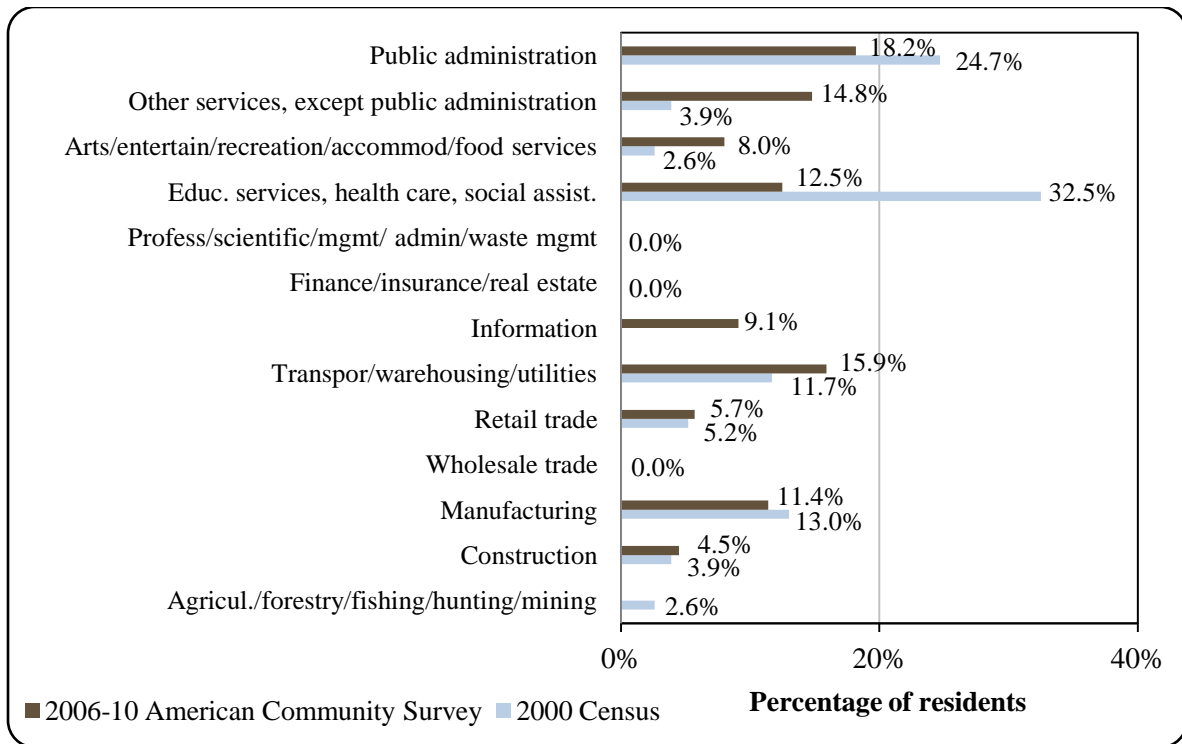 Public administration
18.2%
24.7%
Other services, except public administration
14.8%
3.9%
Arts/entertain/recreation/accommod/food services
8.0%
2.6%
Educ. services, health care, social assist.
12.5%
32.5%
Profess/scientific/mgmt/ admin/waste mgmt
0.0%
Finance/insurance/real estate
0.0%
Information
9.1%
Transpor/warehousing/utilities
15.9%
11.7%
Retail trade
5.7%
5.2%
Wholesale trade
0.0%
Manufacturing
11.4%
13.0%
Construction
4.5%
3.9%
Agricul./forestry/fishing/hunting/mining
2.6%
0% 20% 40%
Percentage of residents
2006-10 American Community Survey 2000 Census